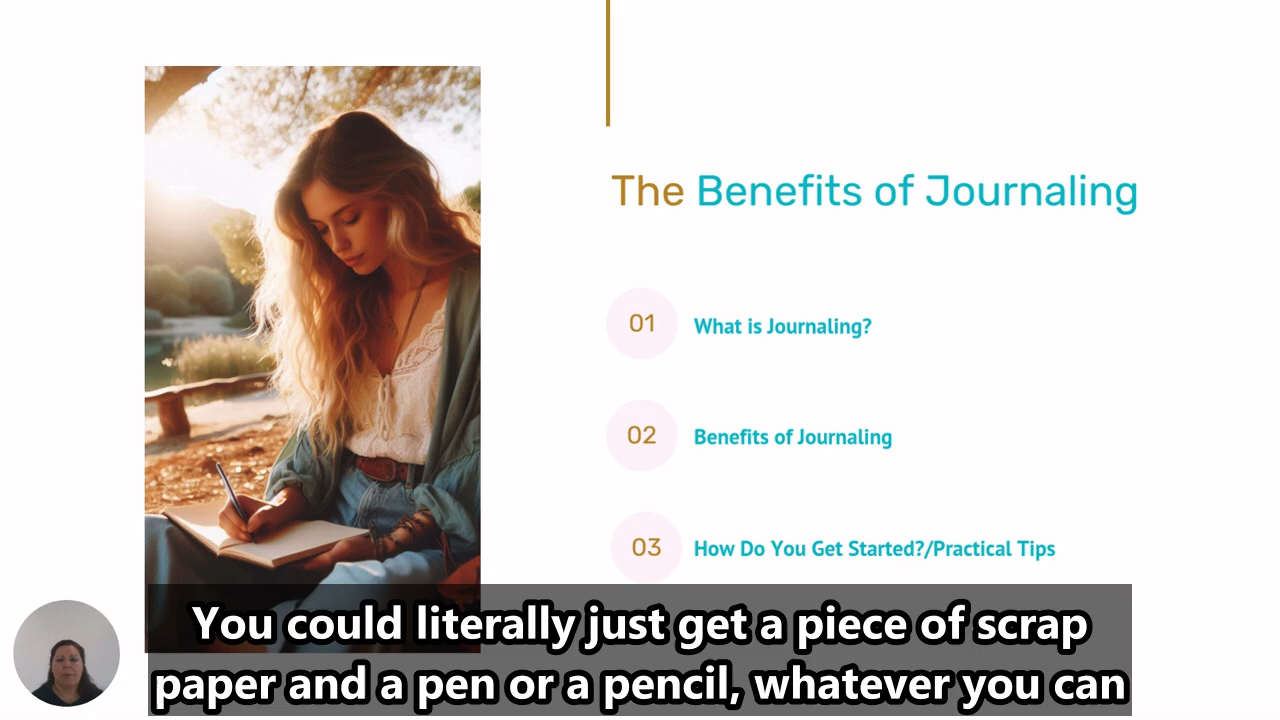 The Benefits of Journaling
01 What is Journaling?
02 Benefits of Journaling
03 How Do You Get Started?/Practical Tips
You could literally just get a piece of scrap
paper and a pen or a pencil, whatever you can